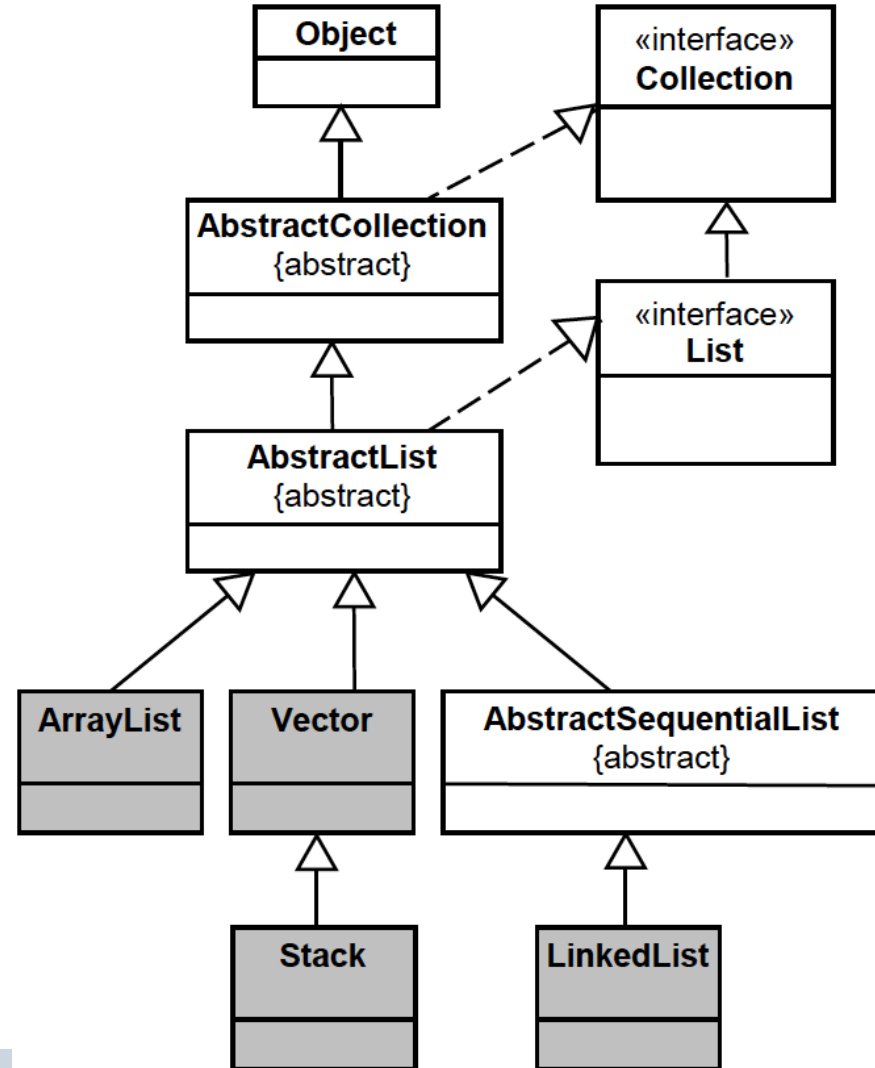 Object
«interface»
Collection
AbstractCollection
{abstract}
«interface»
List
AbstractList
{abstract}
ArrayList
Vector
AbstractSequentialList
{abstract}
Stack
LinkedList